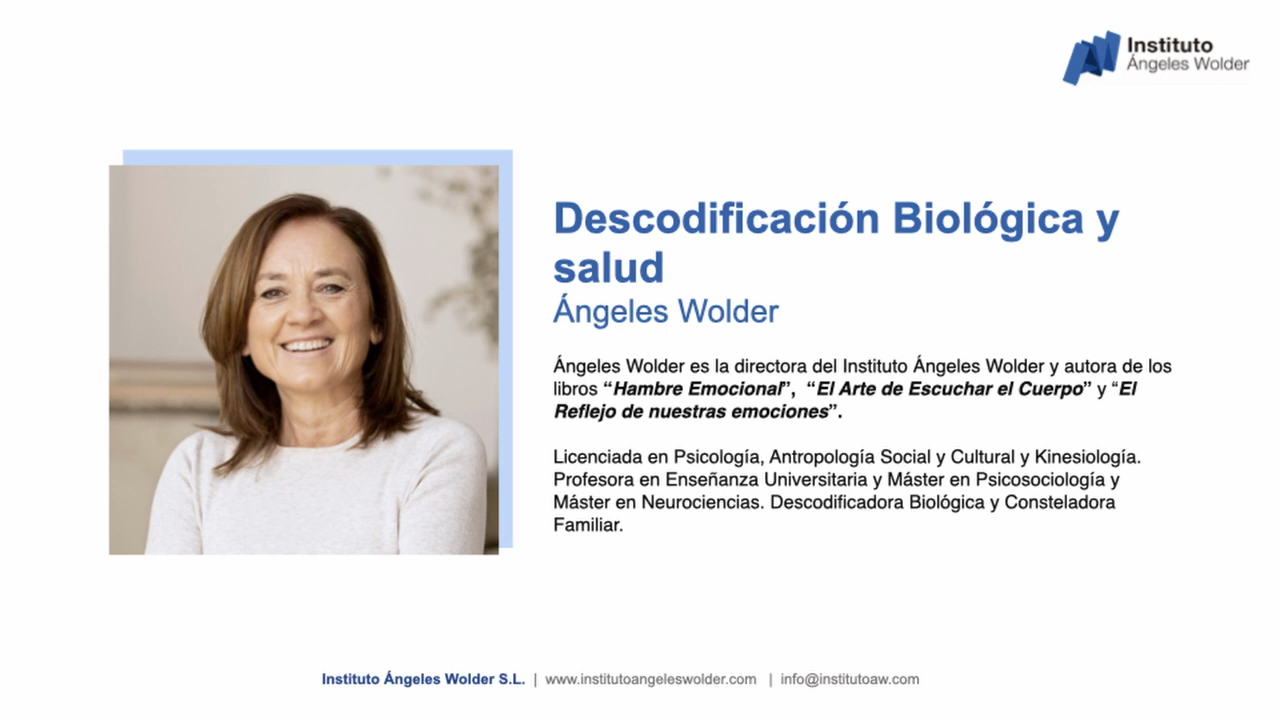 Instituto
Ángeles Wolder
Descodificación Biológica y
salud
Ángeles Wolder
Ángeles Wolder es la directora del Instituto Ángeles Wolder y autora de los
libros “Hambre Emocional”, “El Arte de Escuchar el Cuerpo” y “El
Reflejo de nuestras emociones”.
Licenciada en Psicología, Antropología Social y Cultural y Kinesiología.
Profesora en Enseñanza Universitaria y Máster en Psicosociología y
Máster en Neurociencias. Descodificadora Biológica y Consteladora
Familiar.
Instituto Ángeles Wolder S.L. | www.institutoangeleswolder.com | info@institutoaw.com